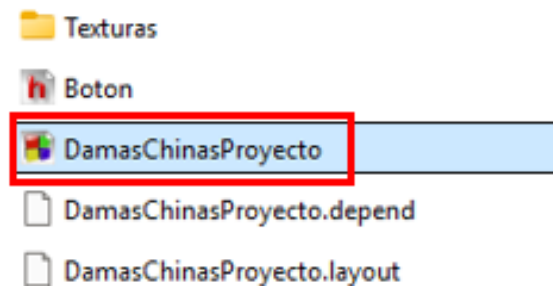 Texturas
Boton
DamasChinasProyecto
DamasChinasProyecto.depend
DamasChinasProyecto.layout